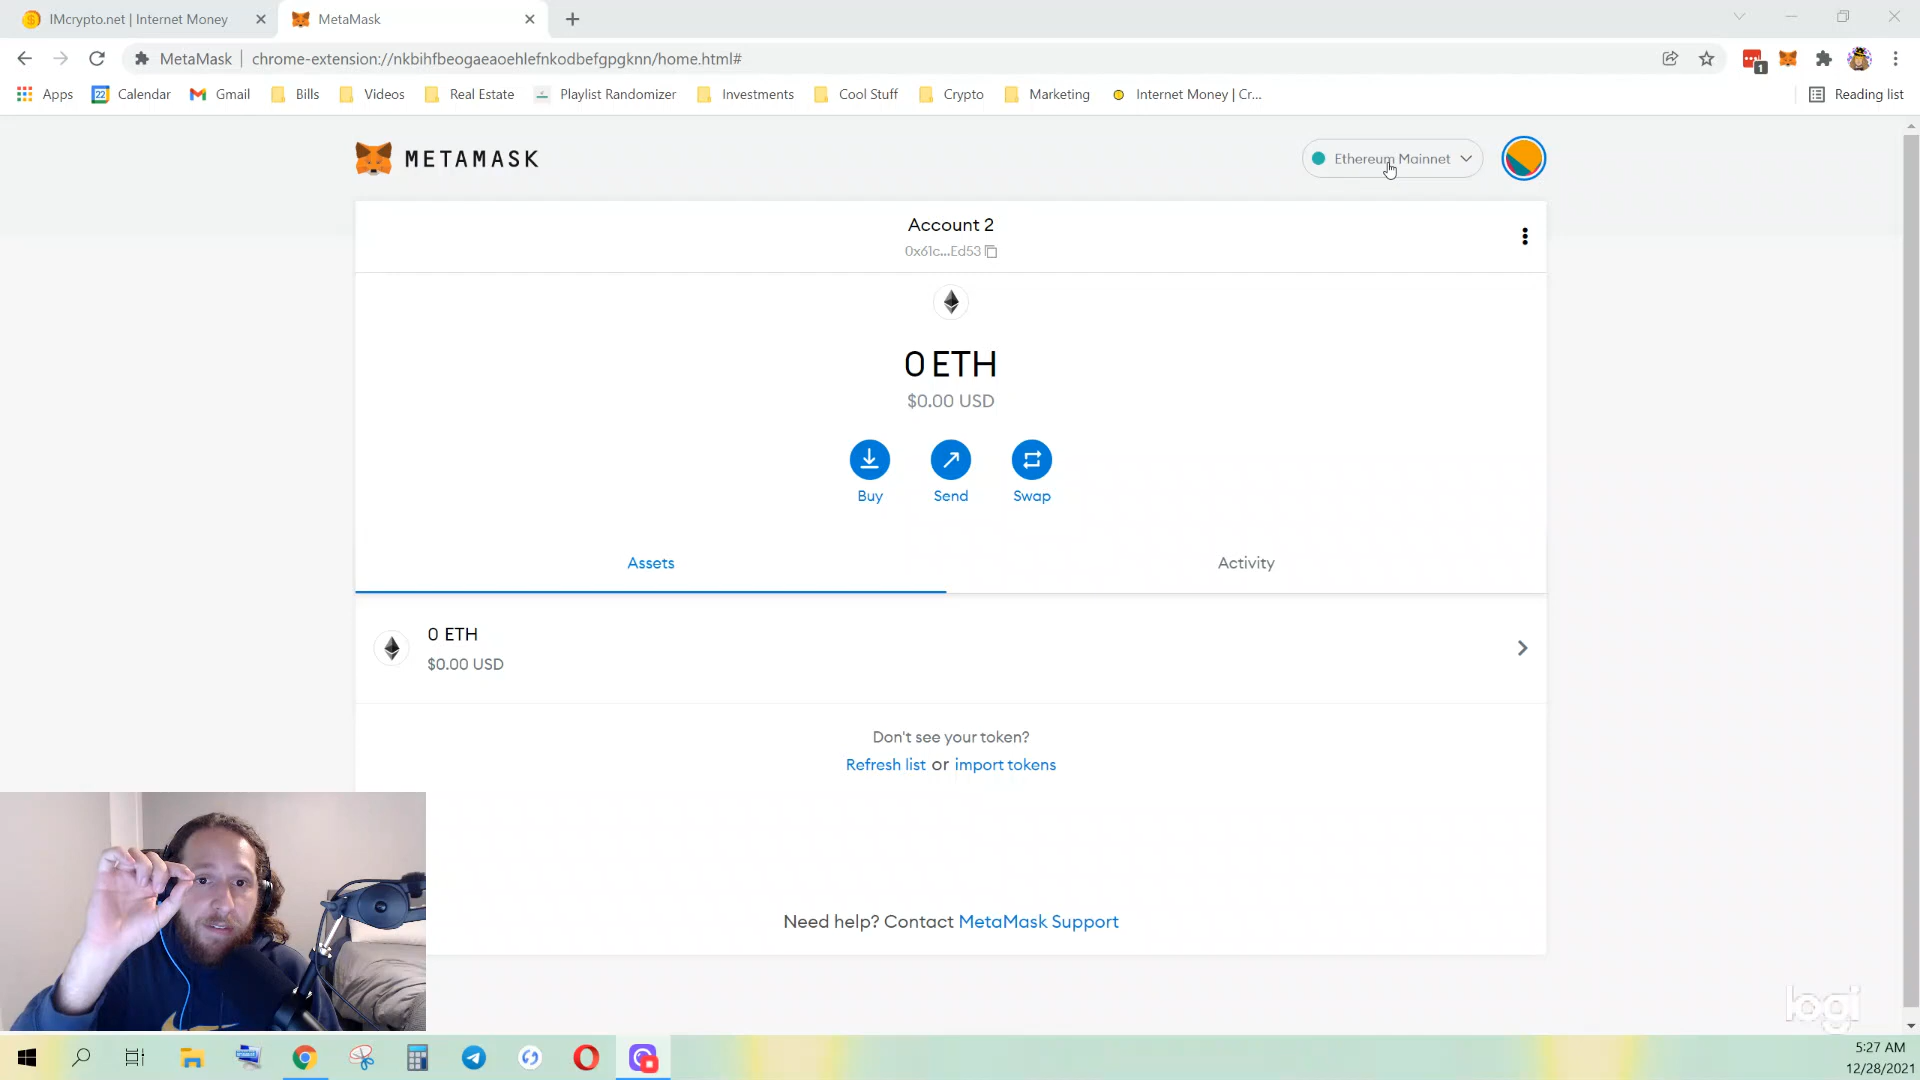 IMcrypto.net | Internet Money
MetaMask
MetaMask | chrome-extension://nkbihfbeogaeaoehlefnkodbefgpgknn/home.html#
1
Apps
22
Calendar
Gmail
Bills
Videos
Real Estate
Playlist Randomizer
Investments
Cool Stuff
Crypto
Marketing
Internet Money | Cr...
Reading list
METAMASK
Ethereum Mainnet
Account 2
0x61c...Ed53
0 ETH
$0.00 USD
Buy
Send
Swap
Assets
Activity
0 ETH
$0.00 USD
Don't see your token?
Refresh list or import tokens
Need help? Contact MetaMask Support
logi
5:27 AM
12/28/2021